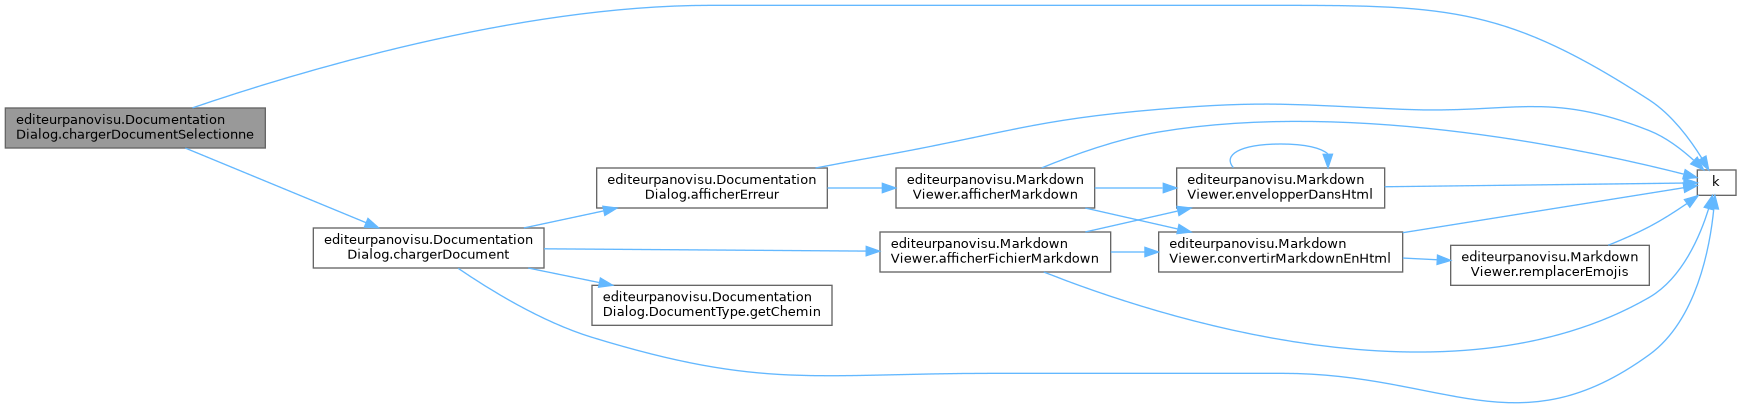 editeurpanovisu.Documentation
Dialog.chargerDocumentSelectionne
editeurpanovisu.Documentation
Dialog.chargerDocument
editeurpanovisu.Documentation
Dialog.afficherErreur
editeurpanovisu.Documentation
Dialog.DocumentType.getChemin
editeurpanovisu.Markdown
Viewer.afficherMarkdown
editeurpanovisu.Markdown
Viewer.afficherFichierMarkdown
editeurpanovisu.Markdown
Viewer.envelopperDansHtml
editeurpanovisu.Markdown
Viewer.convertirMarkdownEnHtml
editeurpanovisu.Markdown
Viewer.remplacerEmojis
k